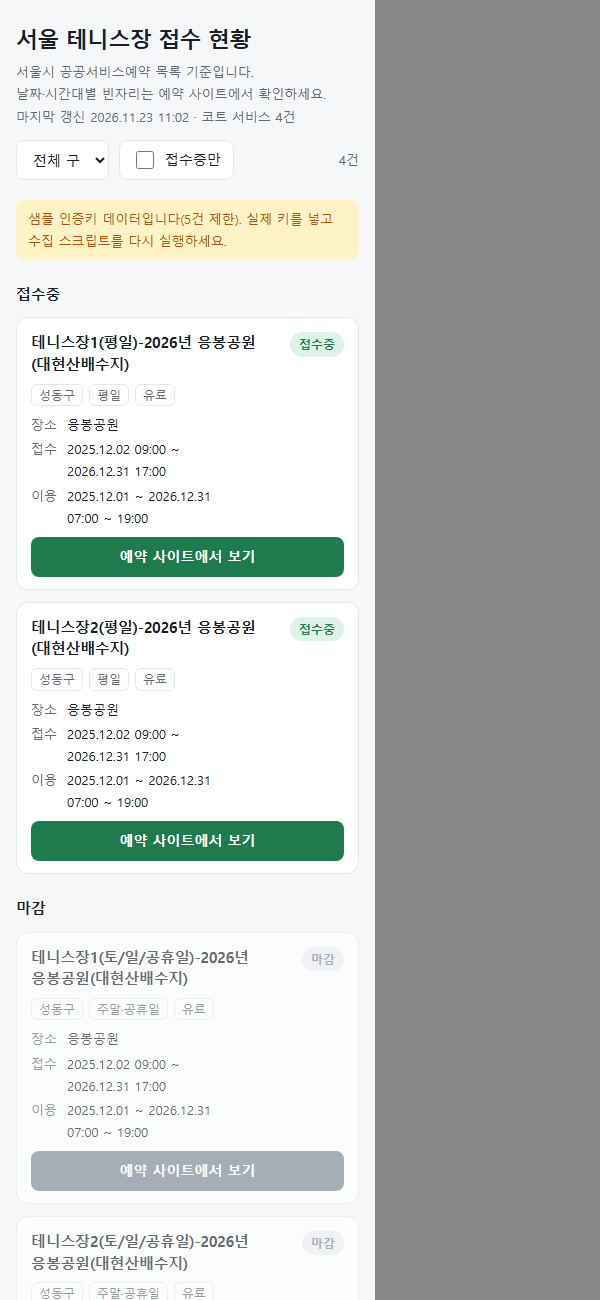 서울 테니스장 접수 현황
서울시 공공서비스예약 목록 기준입니다.
날짜·시간대별 빈자리는 예약 사이트에서 확인하세요.
마지막 갱신 2026.11.23 11:02 · 코트 서비스 4건
전체 구
접수중만
4건
샘플 인증키 데이터입니다(5건 제한). 실제 키를 넣고
수집 스크립트를 다시 실행하세요.
접수중
테니스장1(평일)-2026년 응봉공원
(대현산배수지)
접수중
성동구 평일 유료
장소 응봉공원
접수 2025.12.02 09:00 ~
2026.12.31 17:00
이용 2025.12.01 ~ 2026.12.31
07:00 ~ 19:00
예약 사이트에서 보기
테니스장2(평일)-2026년 응봉공원
(대현산배수지)
접수중
성동구 평일 유료
장소 응봉공원
접수 2025.12.02 09:00 ~
2026.12.31 17:00
이용 2025.12.01 ~ 2026.12.31
07:00 ~ 19:00
예약 사이트에서 보기
마감
테니스장1(토/일/공휴일)-2026년
응봉공원(대현산배수지)
마감
성동구 주말·공휴일 유료
장소 응봉공원
접수 2025.12.02 09:00 ~
2026.12.31 17:00
이용 2025.12.01 ~ 2026.12.31
07:00 ~ 19:00
예약 사이트에서 보기
테니스장2(토/일/공휴일)-2026년
응봉공원(대현산배수지)
마감
성동구 주말·공휴일 유료